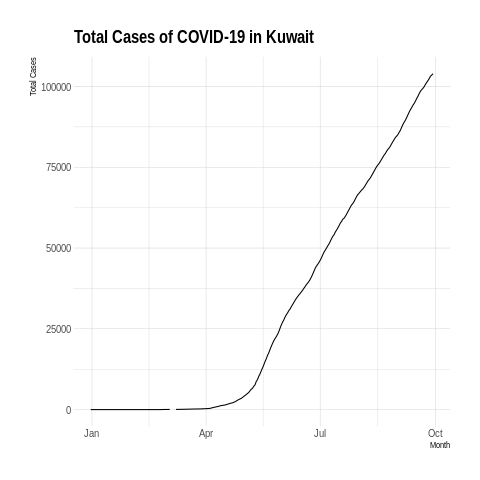 Total Cases of COVID-19 in Kuwait
Total Cases
100000
75000
50000
25000
0
Jan Apr Jul Oct
Month